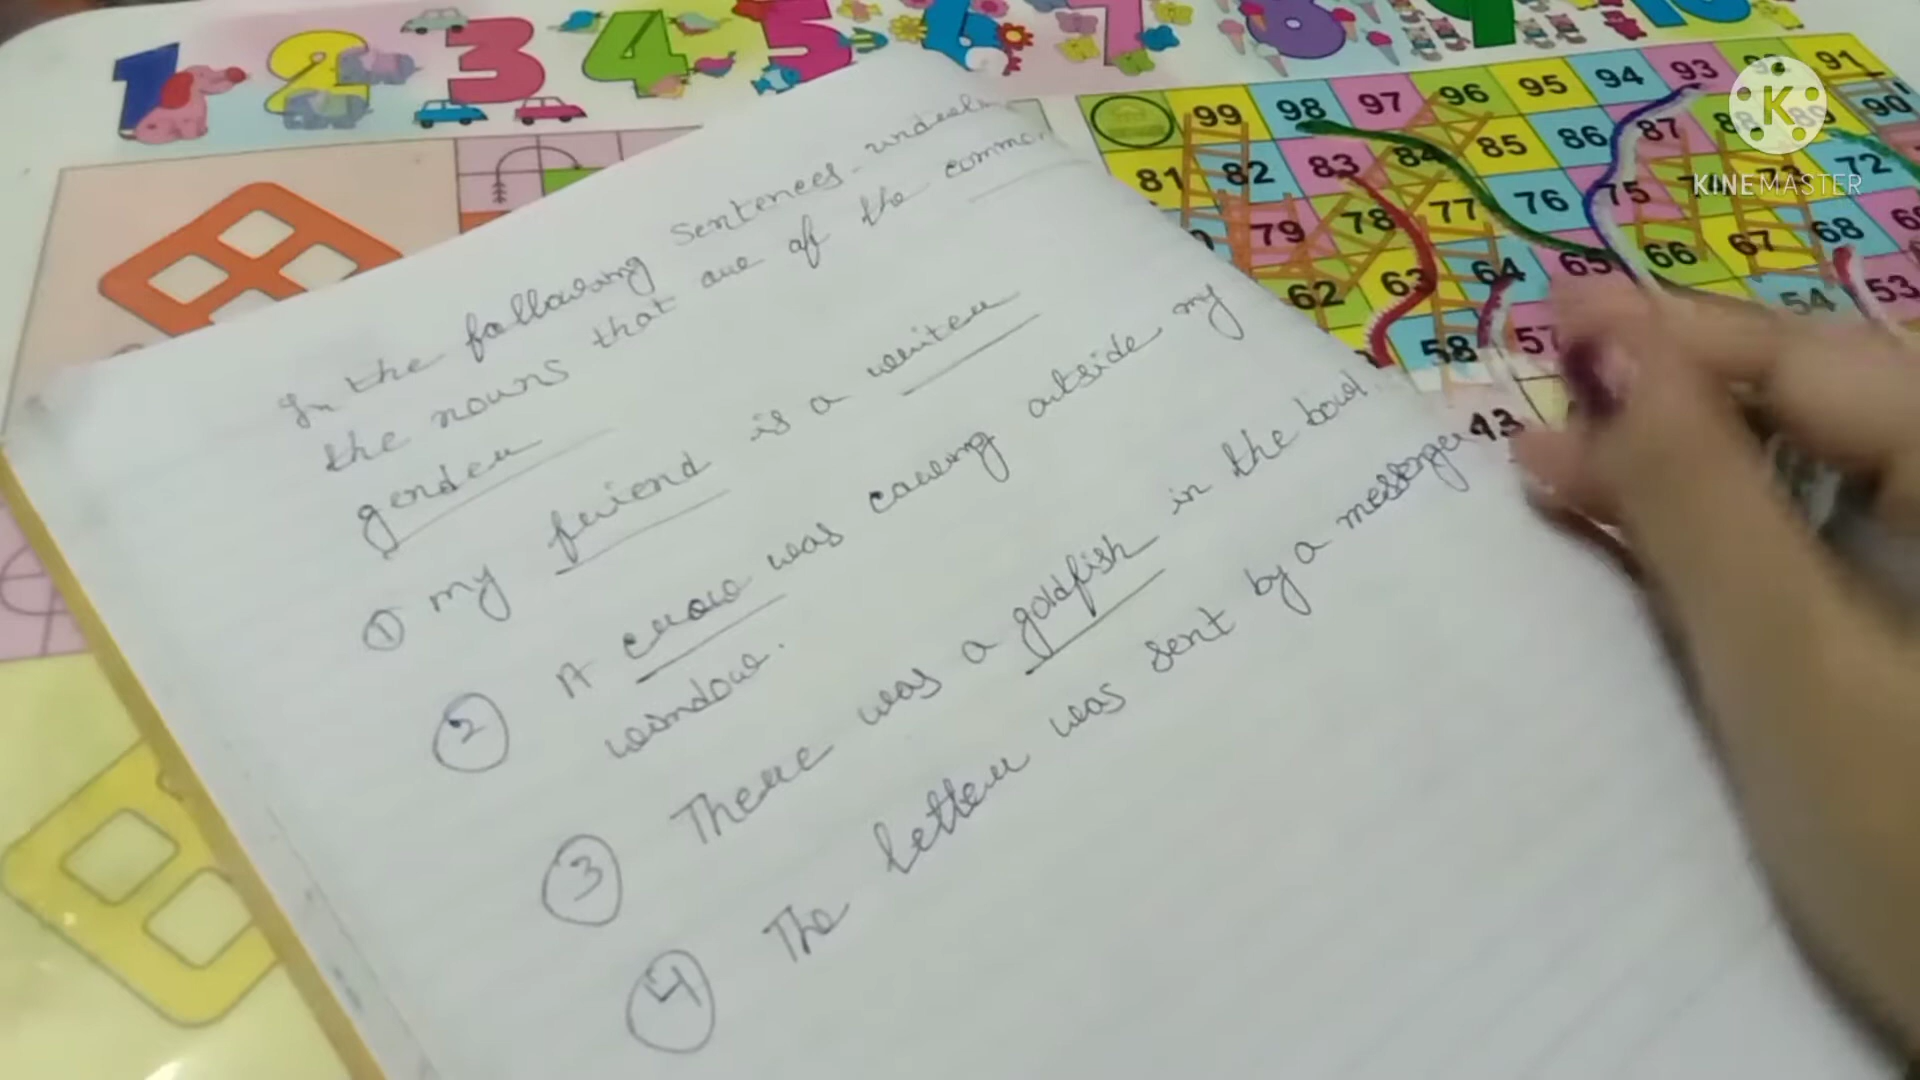 1 2 3 4 5 6 7 8 9 10
In the following sentences underline
the nouns that are of the common
gender
① my friend is a writer
② A crow was cawing outside my
window.
③ There was a goldfish in the bowl.
④ The letter was sent by a messenger
99 98 97 96 95 94 93 92 91
81 82 83 84 85 86 87 88 89 90
79 78 77 76 75 72
62 63 64 65 66 67 68
58 57 54 53
43
K
KINEMASTER